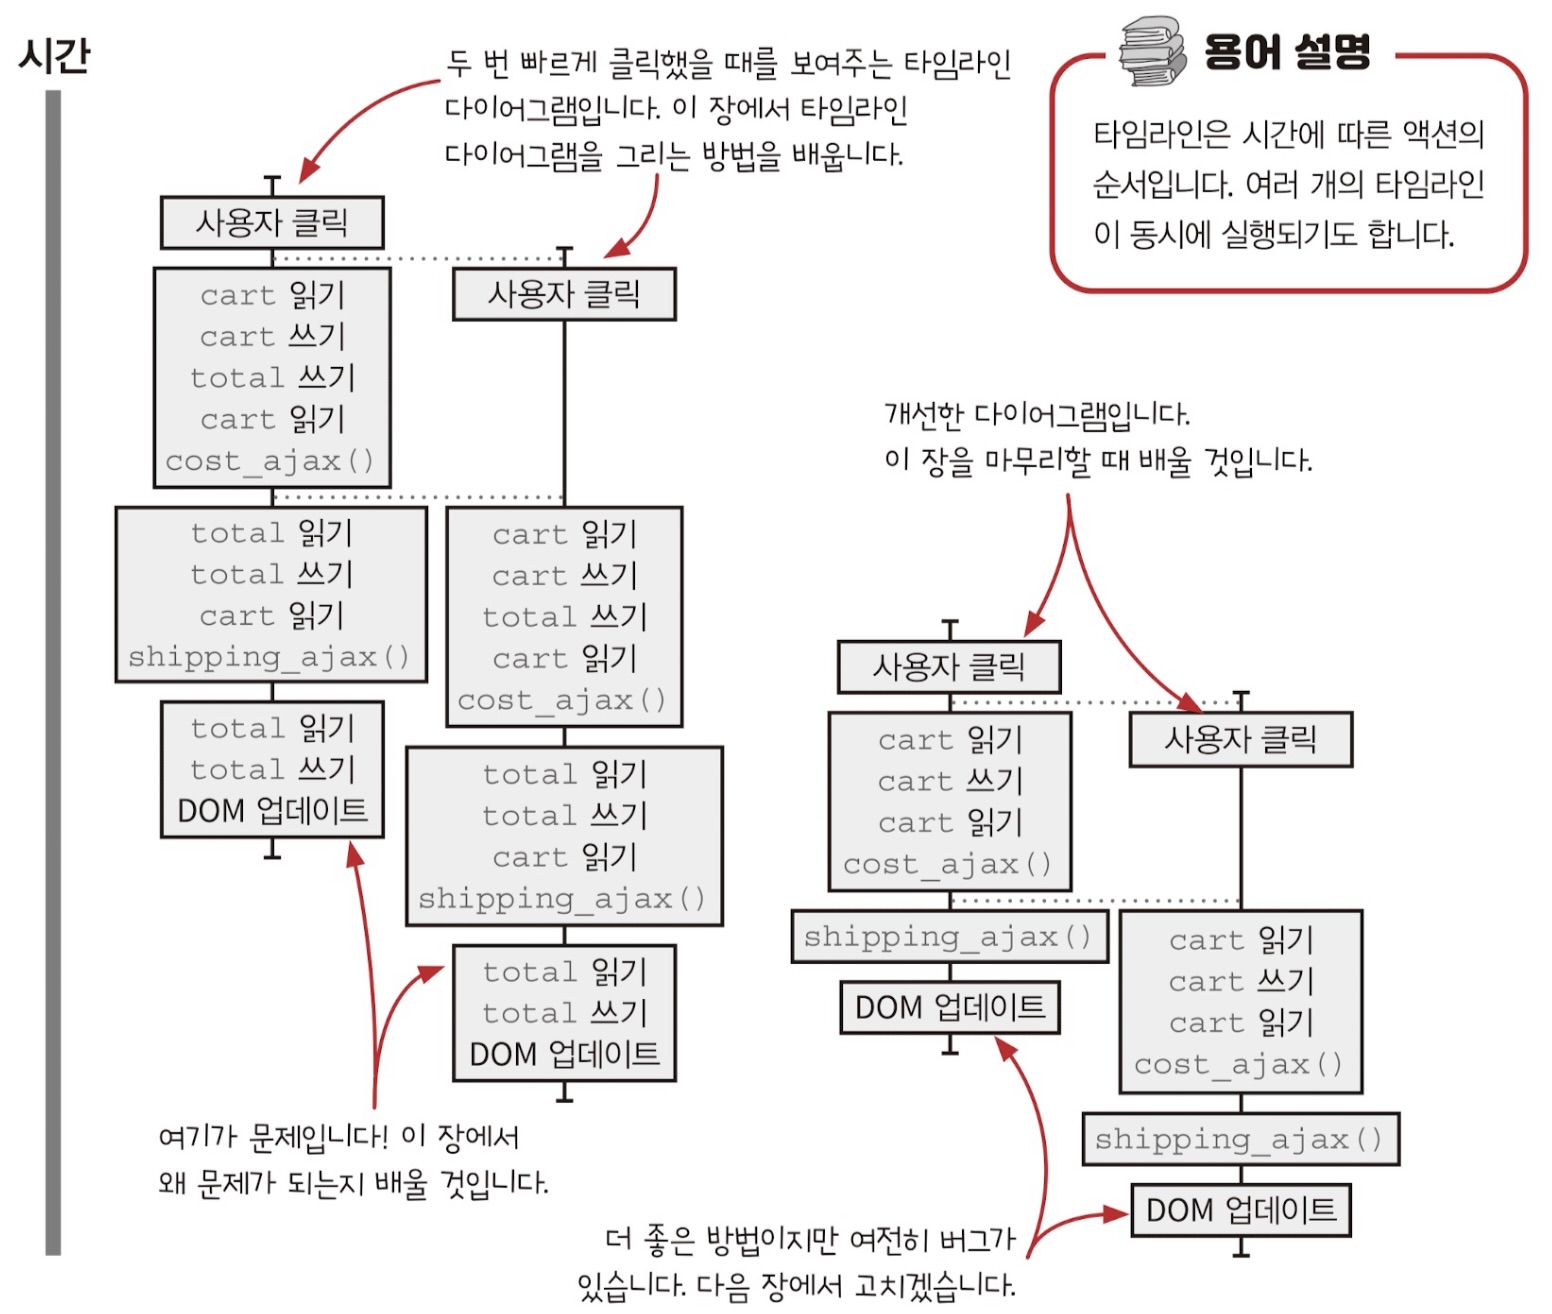 시간
두 번 빠르게 클릭했을 때를 보여주는 타임라인
다이어그램입니다. 이 장에서 타임라인
다이어그램을 그리는 방법을 배웁니다.
용어 설명
타임라인은 시간에 따른 액션의
순서입니다. 여러 개의 타임라인
이 동시에 실행되기도 합니다.
사용자 클릭
cart 읽기
cart 쓰기
total 쓰기
cart 읽기
cost_ajax()
total 읽기
total 쓰기
cart 읽기
shipping_ajax()
total 읽기
total 쓰기
DOM 업데이트
사용자 클릭
cart 읽기
cart 쓰기
total 쓰기
cart 읽기
cost_ajax()
total 읽기
total 쓰기
cart 읽기
shipping_ajax()
total 읽기
total 쓰기
DOM 업데이트
여기가 문제입니다! 이 장에서
왜 문제가 되는지 배울 것입니다.
개선한 다이어그램입니다.
이 장을 마무리할 때 배울 것입니다.
사용자 클릭
cart 읽기
cart 쓰기
cart 읽기
cost_ajax()
shipping_ajax()
DOM 업데이트
사용자 클릭
cart 읽기
cart 쓰기
cart 읽기
cost_ajax()
shipping_ajax()
DOM 업데이트
더 좋은 방법이지만 여전히 버그가
있습니다. 다음 장에서 고치겠습니다.